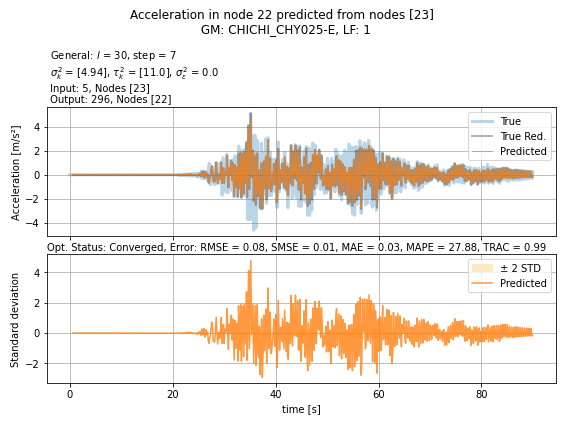 Acceleration in node 22 predicted from nodes [23]
GM: CHICHI_CHY025-E, LF: 1
General: l = 30, step = 7
σ²ₖ = [4.94], τ²ₖ = [11.0], σ²ε = 0.0
Input: 5, Nodes [23]
Output: 296, Nodes [22]
Acceleration [m/s²]
4
2
0
−2
−4
True
True Red.
Predicted
Opt. Status: Converged, Error: RMSE = 0.08, SMSE = 0.01, MAE = 0.03, MAPE = 27.88, TRAC = 0.99
Standard deviation
4
2
0
−2
± 2 STD
Predicted
0
20
40
60
80
time [s]